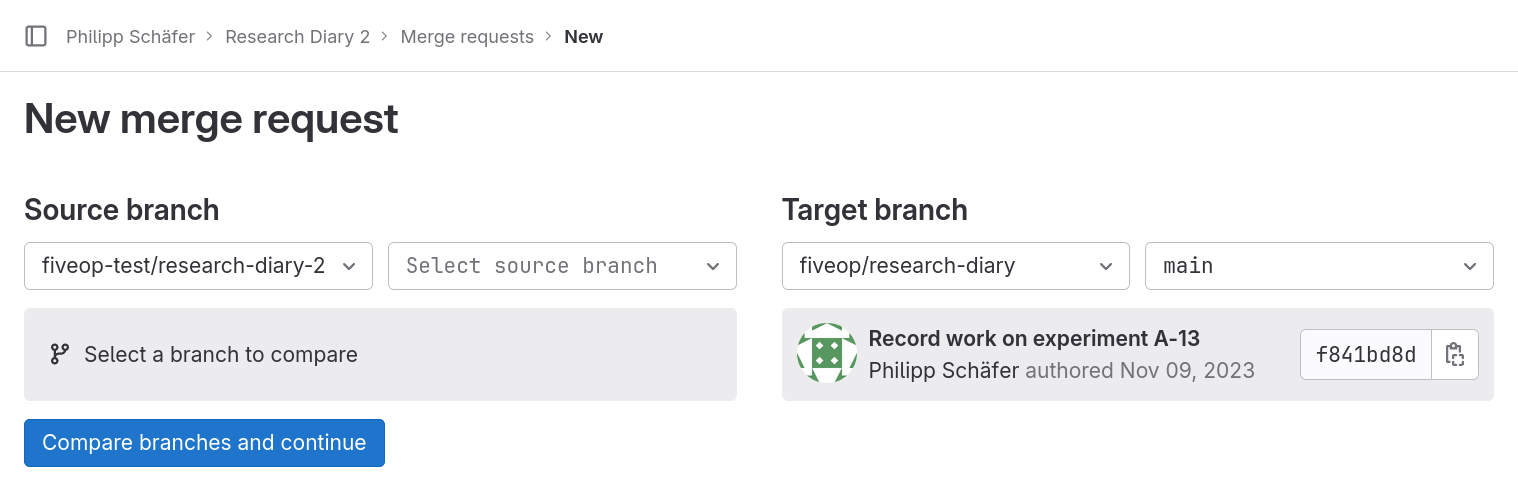 Philipp Schäfer > Research Diary 2 > Merge requests > New
New merge request
Source branch
fiveop-test/research-diary-2
Select source branch
Select a branch to compare
Target branch
fiveop/research-diary
main
Record work on experiment A-13
Philipp Schäfer authored Nov 09, 2023
f841bd8d
Compare branches and continue